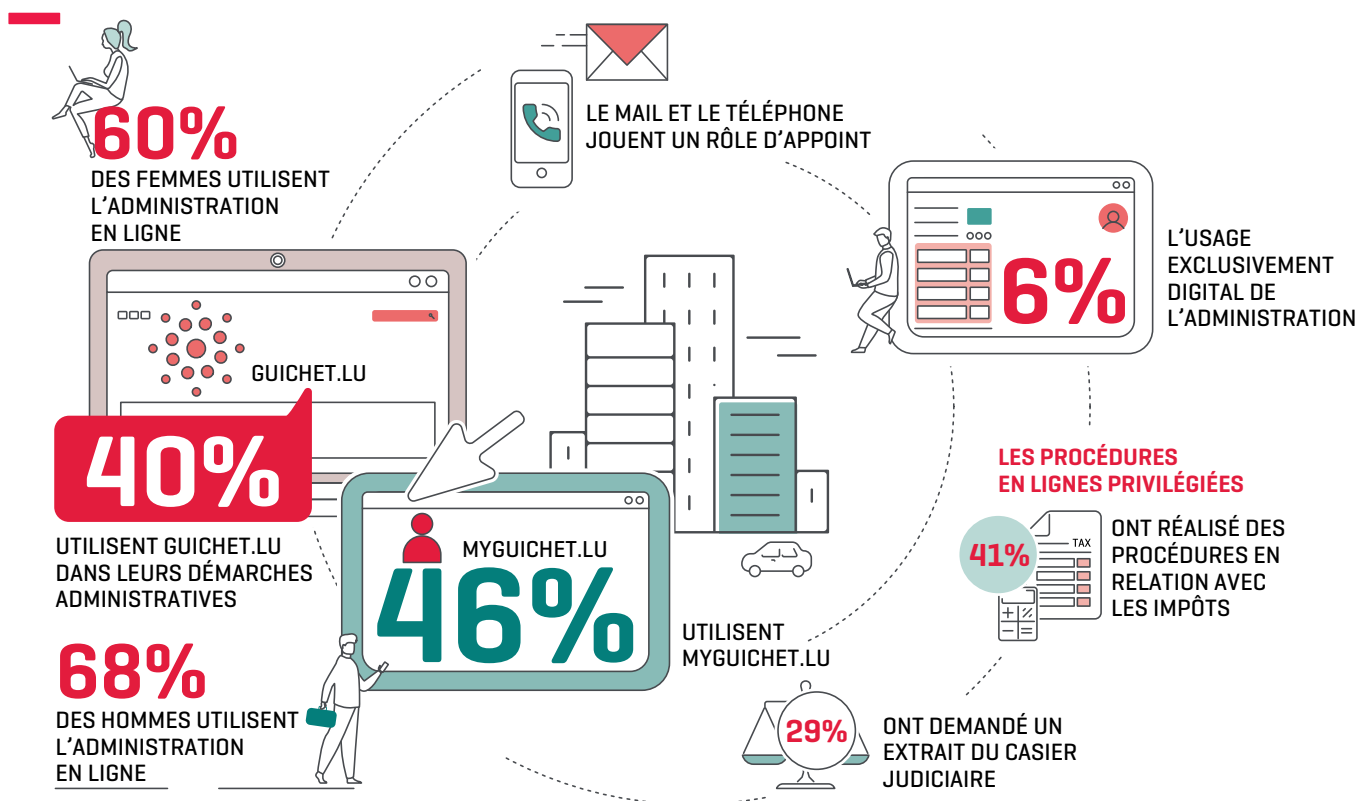 60%
DES FEMMES UTILISENT
L'ADMINISTRATION
EN LIGNE
LE MAIL ET LE TÉLÉPHONE
JOUENT UN RÔLE D'APPOINT
6%
L'USAGE
EXCLUSIVEMENT
DIGITAL DE
L'ADMINISTRATION
GUICHET.LU
40%
UTILISENT GUICHET.LU
DANS LEURS DÉMARCHES
ADMINISTRATIVES
MYGUICHET.LU
46%
UTILISENT
MYGUICHET.LU
68%
DES HOMMES UTILISENT
L'ADMINISTRATION
EN LIGNE
LES PROCÉDURES
EN LIGNES PRIVILÉGIÉES
41%
TAX
ONT RÉALISÉ DES
PROCÉDURES EN
RELATION AVEC
LES IMPÔTS
29%
ONT DEMANDÉ UN
EXTRAIT DU CASIER
JUDICIAIRE